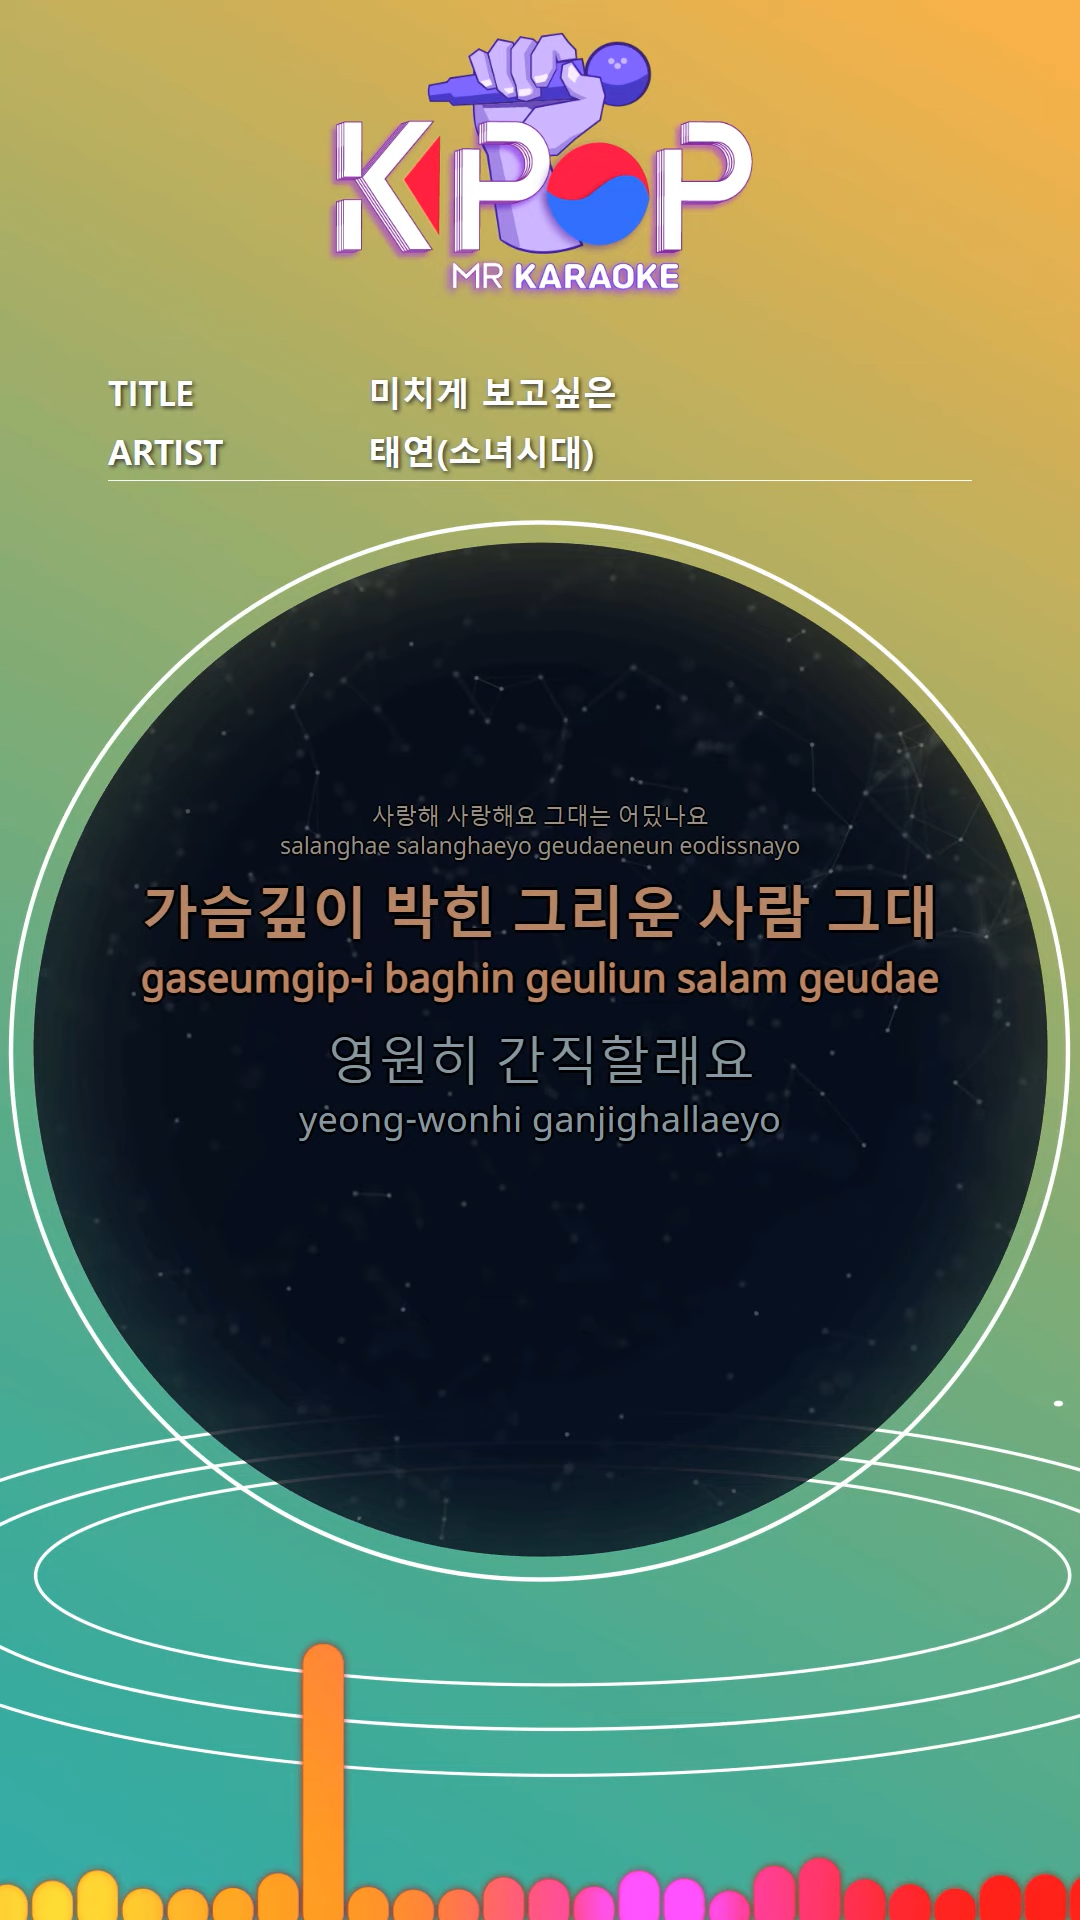 KPOP
MR KARAOKE
TITLE 미치게 보고싶은
ARTIST 태연(소녀시대)
사랑해 사랑해요 그대는 어딨나요
salanghae salanghaeyo geudaeneun eodissnayo
가슴깊이 박힌 그리운 사람 그대
gaseumgip-i baghin geuliun salam geudae
영원히 간직할래요
yeong-wonhi ganjighallaeyo